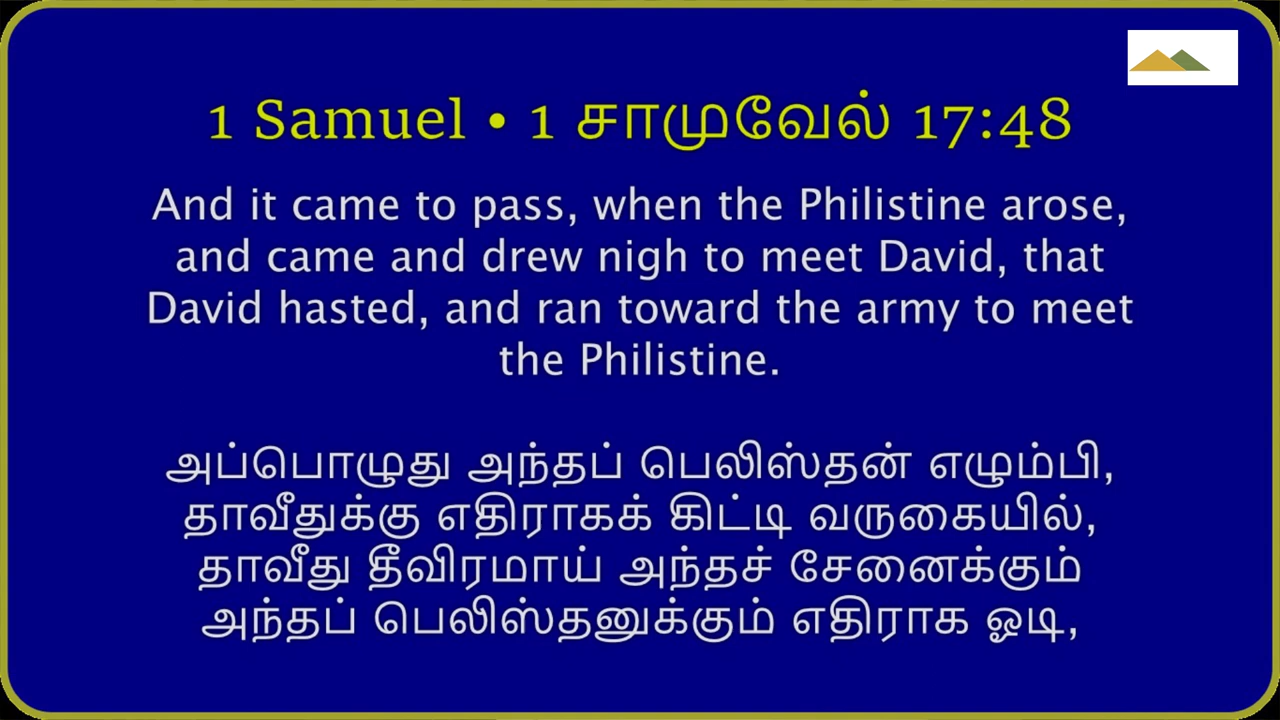 1 Samuel • 1 சாமுவேல் 17:48
And it came to pass, when the Philistine arose,
and came and drew nigh to meet David, that
David hasted, and ran toward the army to meet
the Philistine.
அப்பொழுது அந்தப் பெலிஸ்தன் எழும்பி,
தாவீதுக்கு எதிராகக் கிட்டி வருகையில்,
தாவீது தீவிரமாய் அந்தச் சேனைக்கும்
அந்தப் பெலிஸ்தனுக்கும் எதிராக ஓடி,